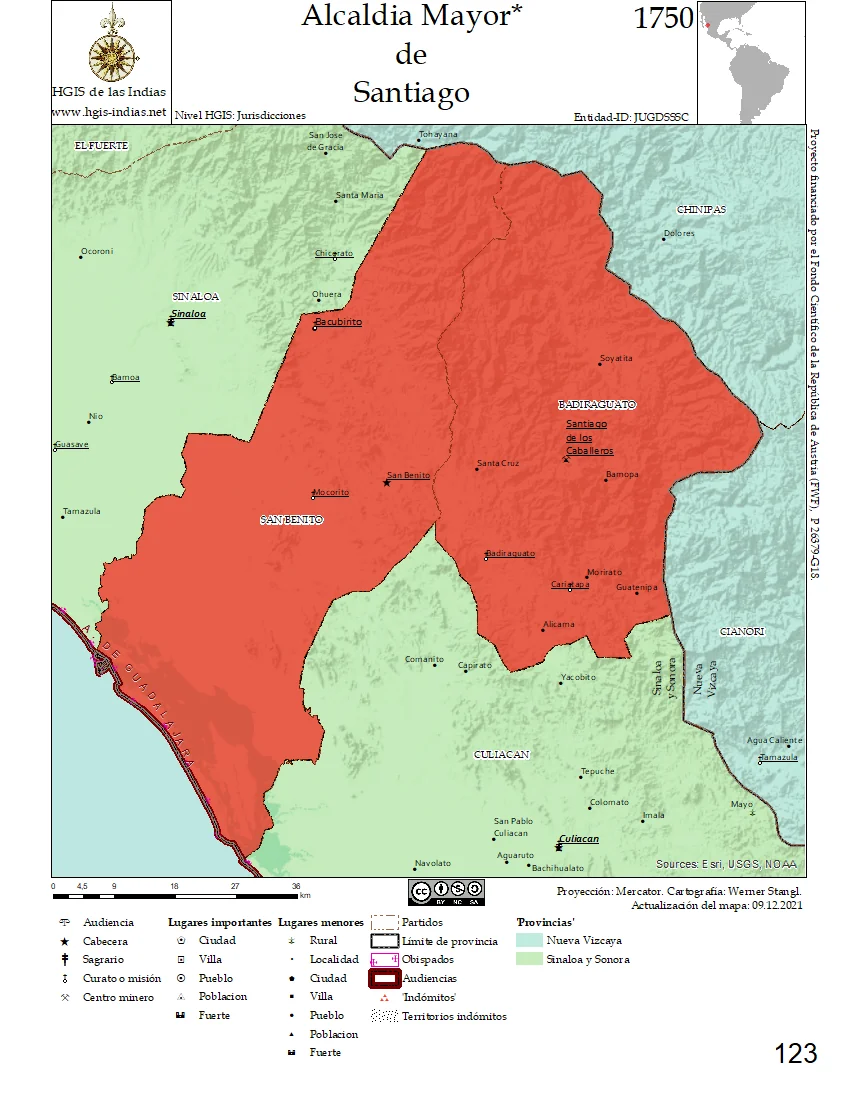 Alcaldia Mayor*
de
Santiago
1750
HGIS de las Indias
www.hgis-indias.net
Nivel HGIS: Jurisdicciones
Entidad-ID: JUGDSSSC
Proyecto financiado por el Fondo Científico de la República de Austria (FWF), P 26379-G18.
EL FUERTE
San Jose
de Gracia
Tohayana
Santa Maria
CHINIPAS
Dolores
Ocoroni
Chicorato
SINALOA
Sinaloa
Ohuera
Bacubirito
Soyatita
Bamoa
Nio
BADIRAGUATO
Santiago
de los
Caballeros
Guasave
Santa Cruz
San Benito
Bamopa
Mocorito
Tamazula
SAN BENITO
Badiraguato
Morirato
Cariatapa
Guatenipa
Alicama
CIANORI
A. DE GUADALAJARA
Comanito
Capirato
Yacobito
Sinaloa
y Sonora
Nueva
Vizcaya
CULIACAN
Agua Caliente
Tamazula
Tepuche
Colomato
Imala
Mayo
San Pablo
Culiacan
Culiacan
Aguaruto
Navolato
Bachihualato
Sources: Esri, USGS, NOAA
0 4,5 9 18 27 36
km
CC BY NC SA
Proyección: Mercator. Cartografía: Werner Stangl.
Actualización del mapa: 09.12.2021
Audiencia
Cabecera
Sagrario
Curato o misión
Centro minero
Lugares importantes
Ciudad
Villa
Pueblo
Poblacion
Fuerte
Lugares menores
Rural
Localidad
Ciudad
Villa
Pueblo
Poblacion
Fuerte
Partidos
Límite de provincia
Obispados
Audiencias
'Indómitos'
Territorios indómitos
'Provincias'
Nueva Vizcaya
Sinaloa y Sonora
123